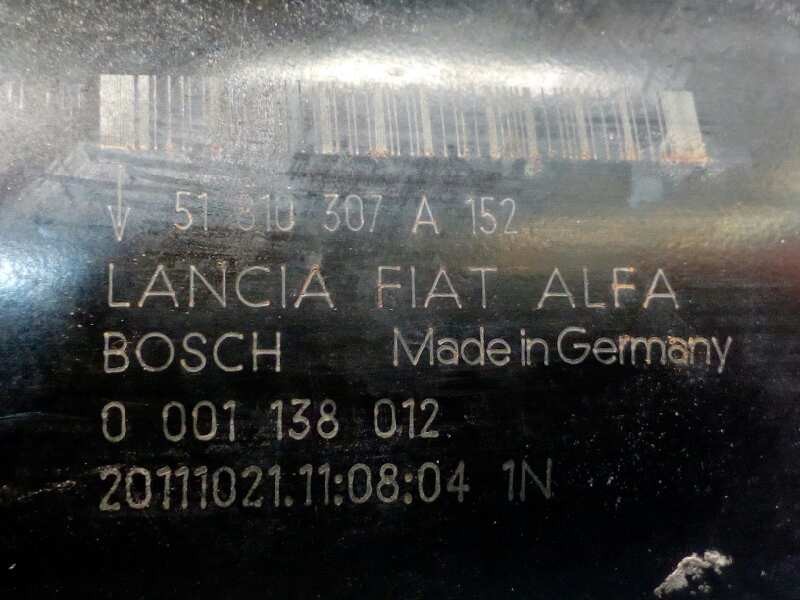 51 810 307 A 152
LANCIA FIAT ALFA
BOSCH Made in Germany
0 001 138 012
20111021.11:08:04 1N